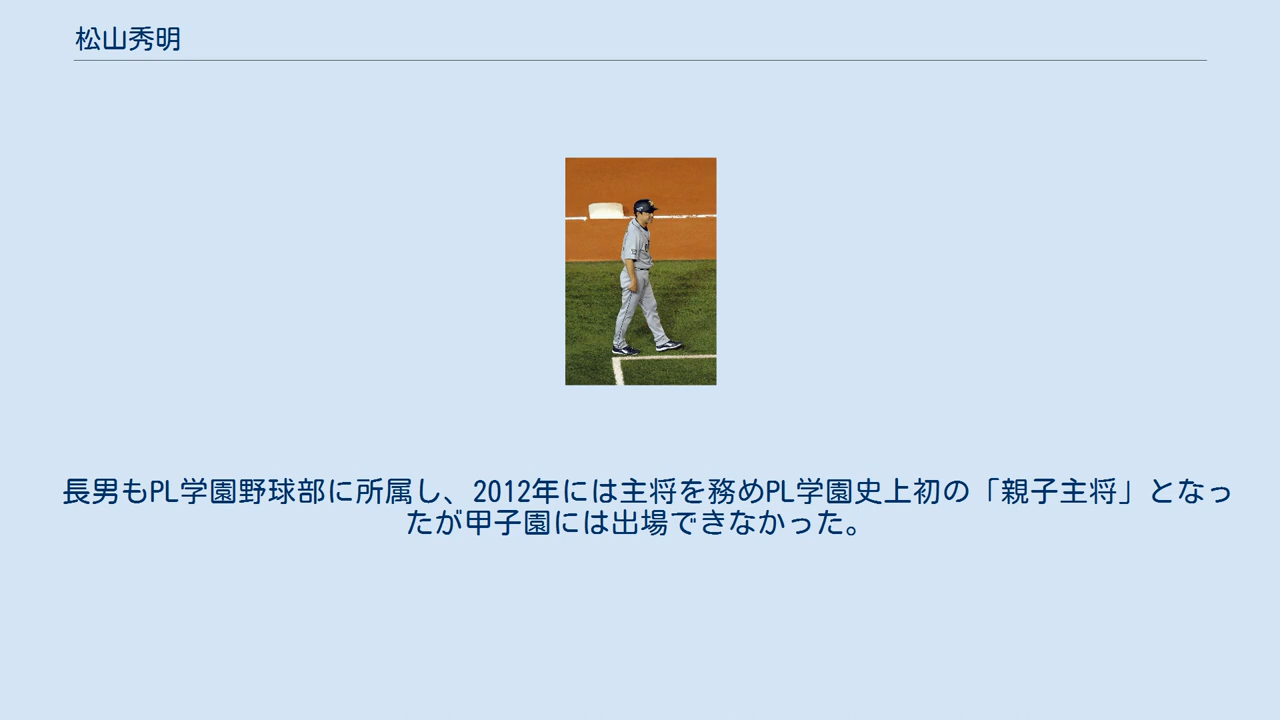 松山秀明
長男もPL学園野球部に所属し、2012年には主将を務めPL学園史上初の「親子主将」となっ
たが甲子園には出場できなかった。